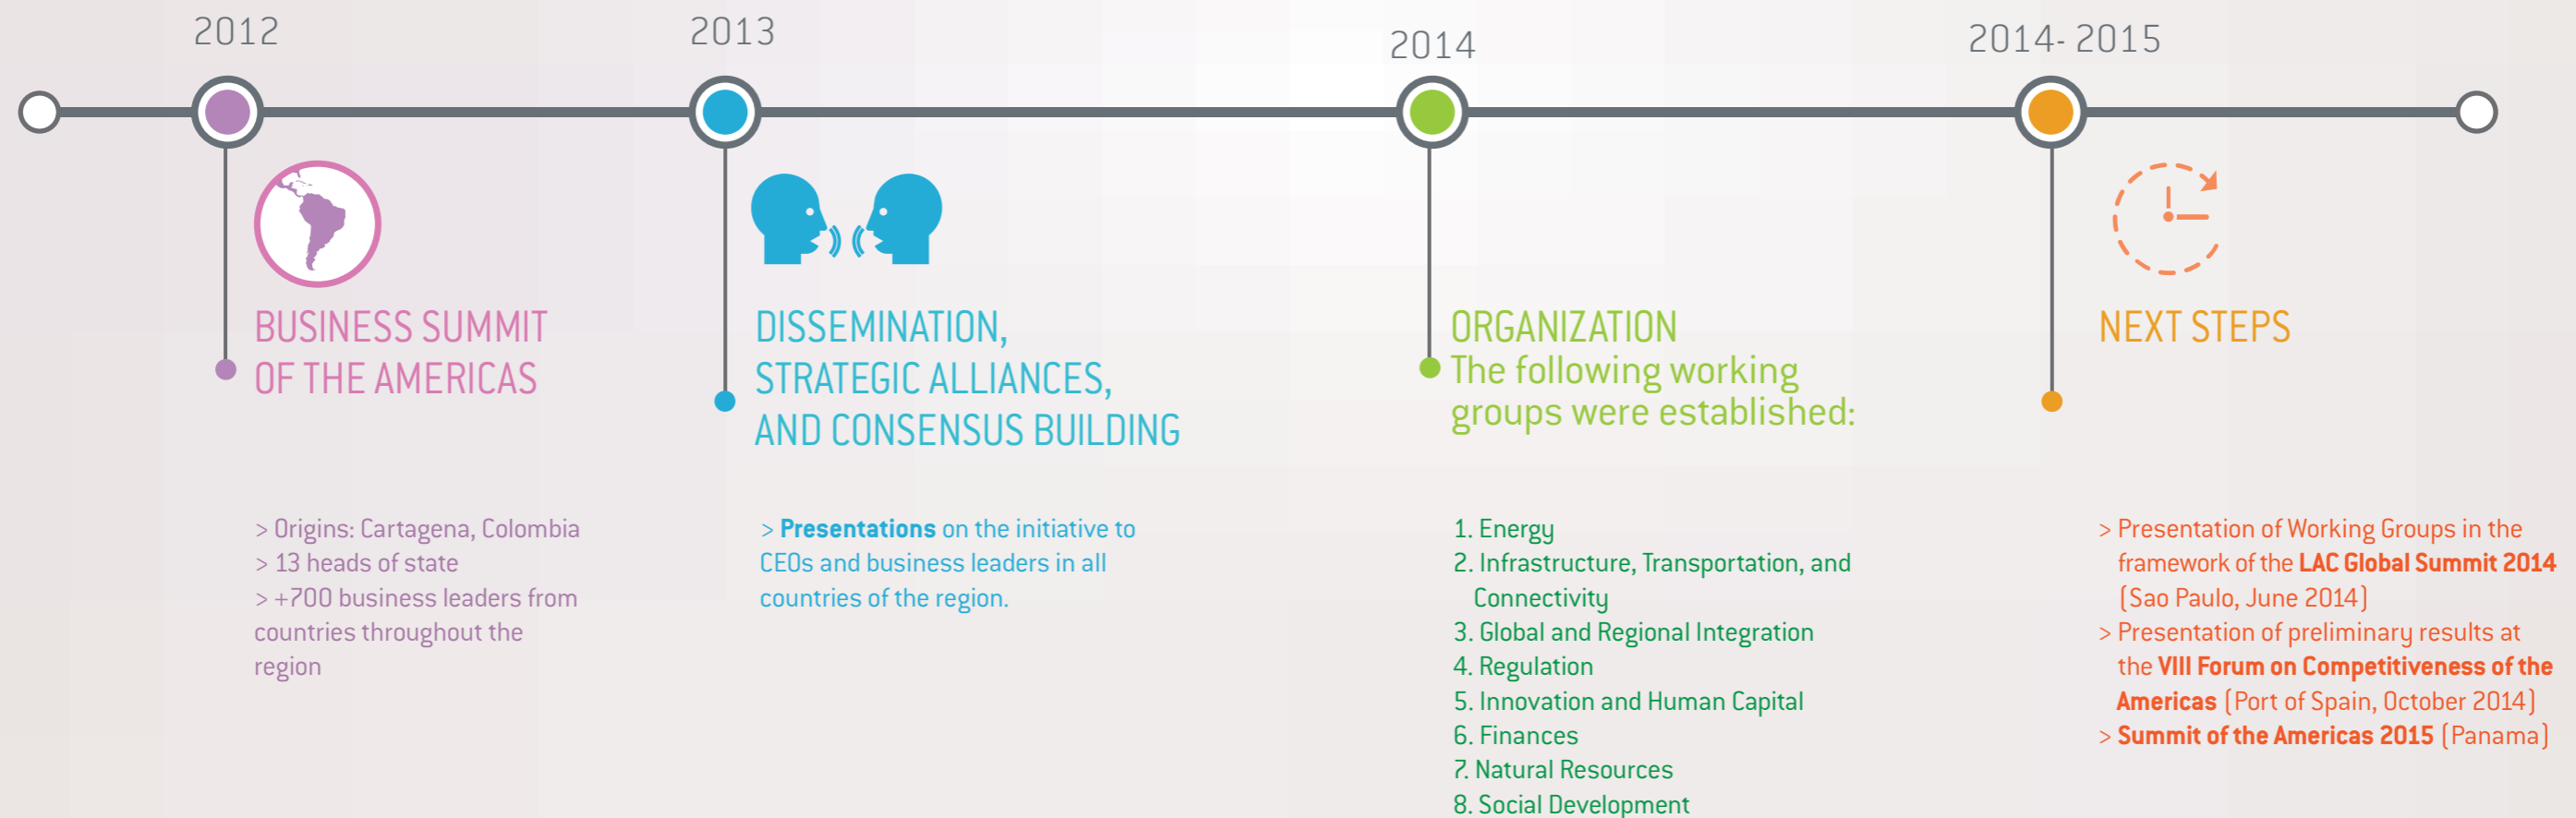 2012
BUSINESS SUMMIT
OF THE AMERICAS
> Origins: Cartagena, Colombia
> 13 heads of state
> +700 business leaders from
countries throughout the
region
2013
DISSEMINATION,
STRATEGIC ALLIANCES,
AND CONSENSUS BUILDING
> Presentations on the initiative to
CEOs and business leaders in all
countries of the region.
2014
ORGANIZATION
The following working
groups were established:
1. Energy
2. Infrastructure, Transportation, and
Connectivity
3. Global and Regional Integration
4. Regulation
5. Innovation and Human Capital
6. Finances
7. Natural Resources
8. Social Development
2014- 2015
NEXT STEPS
> Presentation of Working Groups in the
framework of the LAC Global Summit 2014
(Sao Paulo, June 2014)
> Presentation of preliminary results at
the VIII Forum on Competitiveness of the
Americas (Port of Spain, October 2014)
> Summit of the Americas 2015 (Panama)